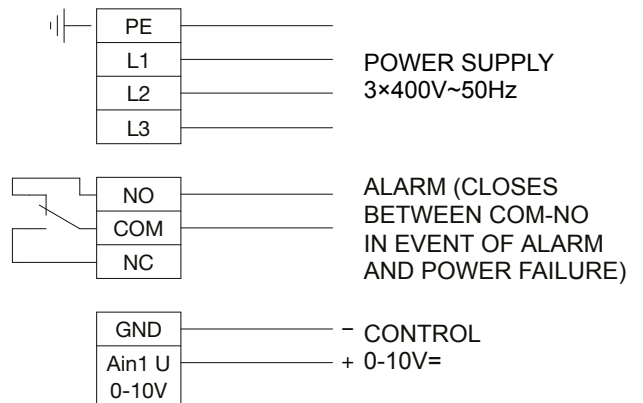 PE
L1
L2
L3
POWER SUPPLY
3×400V~50Hz
NO
COM
NC
ALARM (CLOSES
BETWEEN COM-NO
IN EVENT OF ALARM
AND POWER FAILURE)
GND
Ain1 U
0-10V
− CONTROL
+ 0-10V=